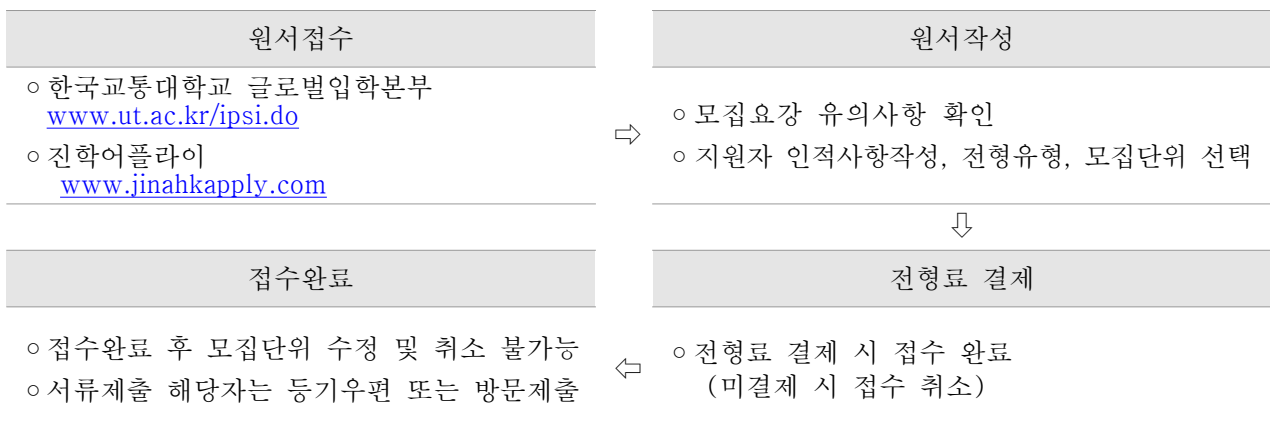 원서접수
○ 한국교통대학교 글로벌입학본부
www.ut.ac.kr/ipsi.do
○ 진학어플라이
www.jinahkapply.com
⇨
원서작성
○ 모집요강 유의사항 확인
○ 지원자 인적사항작성, 전형유형, 모집단위 선택
⇩
전형료 결제
○ 전형료 결제 시 접수 완료
(미결제 시 접수 취소)
⇦
접수완료
○ 접수완료 후 모집단위 수정 및 취소 불가능
○ 서류제출 해당자는 등기우편 또는 방문제출